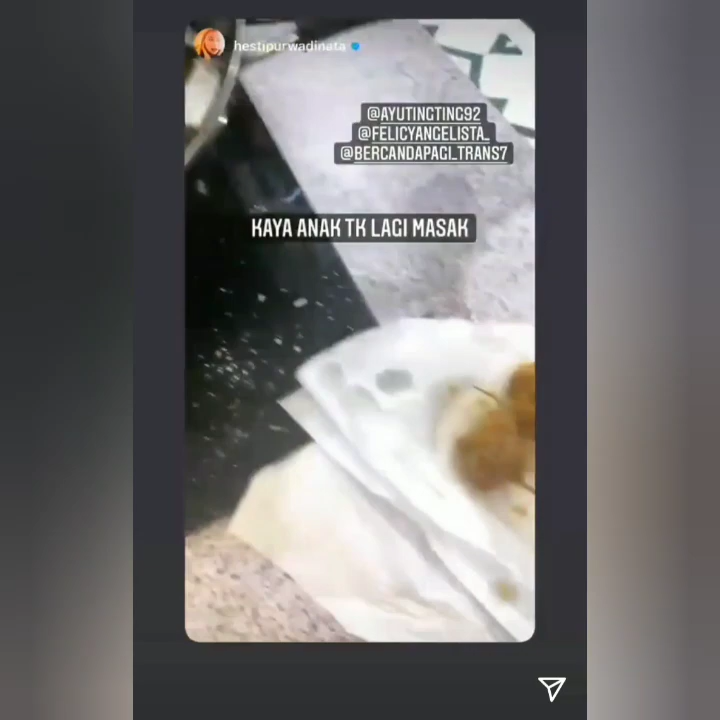 hestipurwadinata
@AYUTINGTING92
@FELICYANGELISTA_
@BERCANDAPAGI_TRANS7
KAYA ANAK TK LAGI MASAK